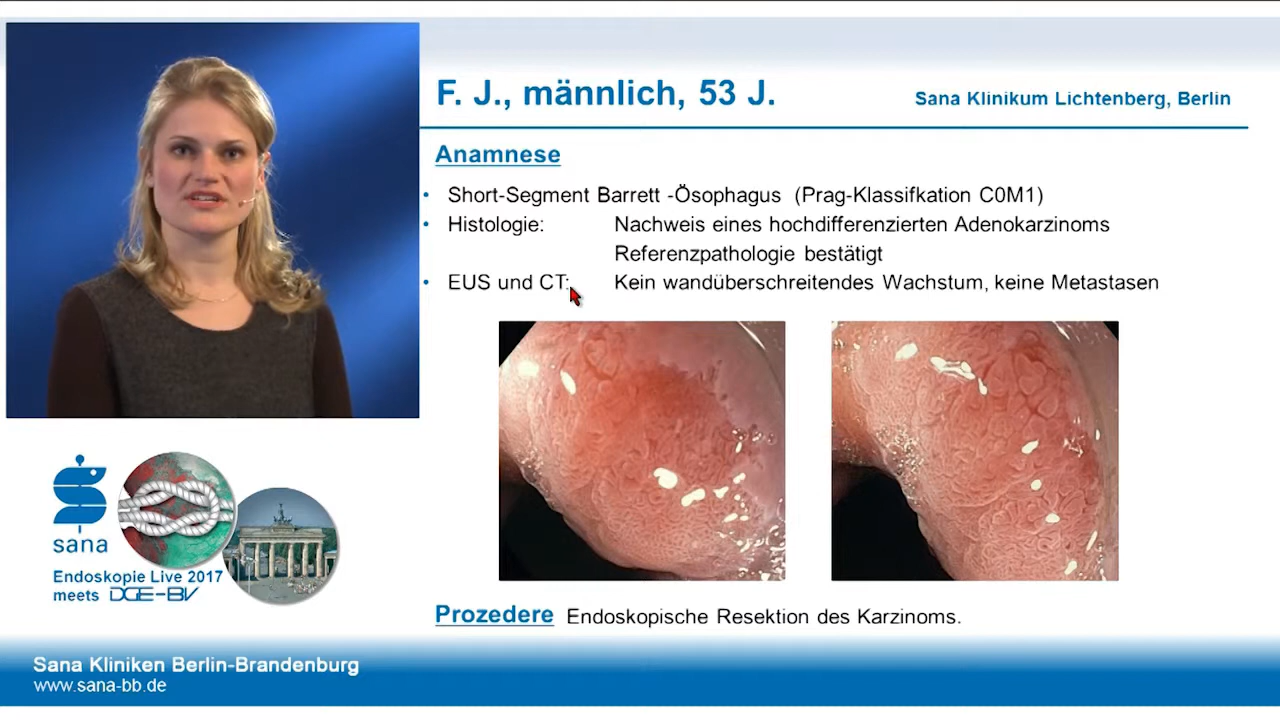 F. J., männlich, 53 J.
Sana Klinikum Lichtenberg, Berlin
Anamnese
• Short-Segment Barrett -Ösophagus (Prag-Klassifkation C0M1)
• Histologie: Nachweis eines hochdifferenzierten Adenokarzinoms
Referenzpathologie bestätigt
• EUS und CT: Kein wandüberschreitendes Wachstum, keine Metastasen
Prozedere Endoskopische Resektion des Karzinoms.
sana
Endoskopie Live 2017
meets DGE-BV
Sana Kliniken Berlin-Brandenburg
www.sana-bb.de